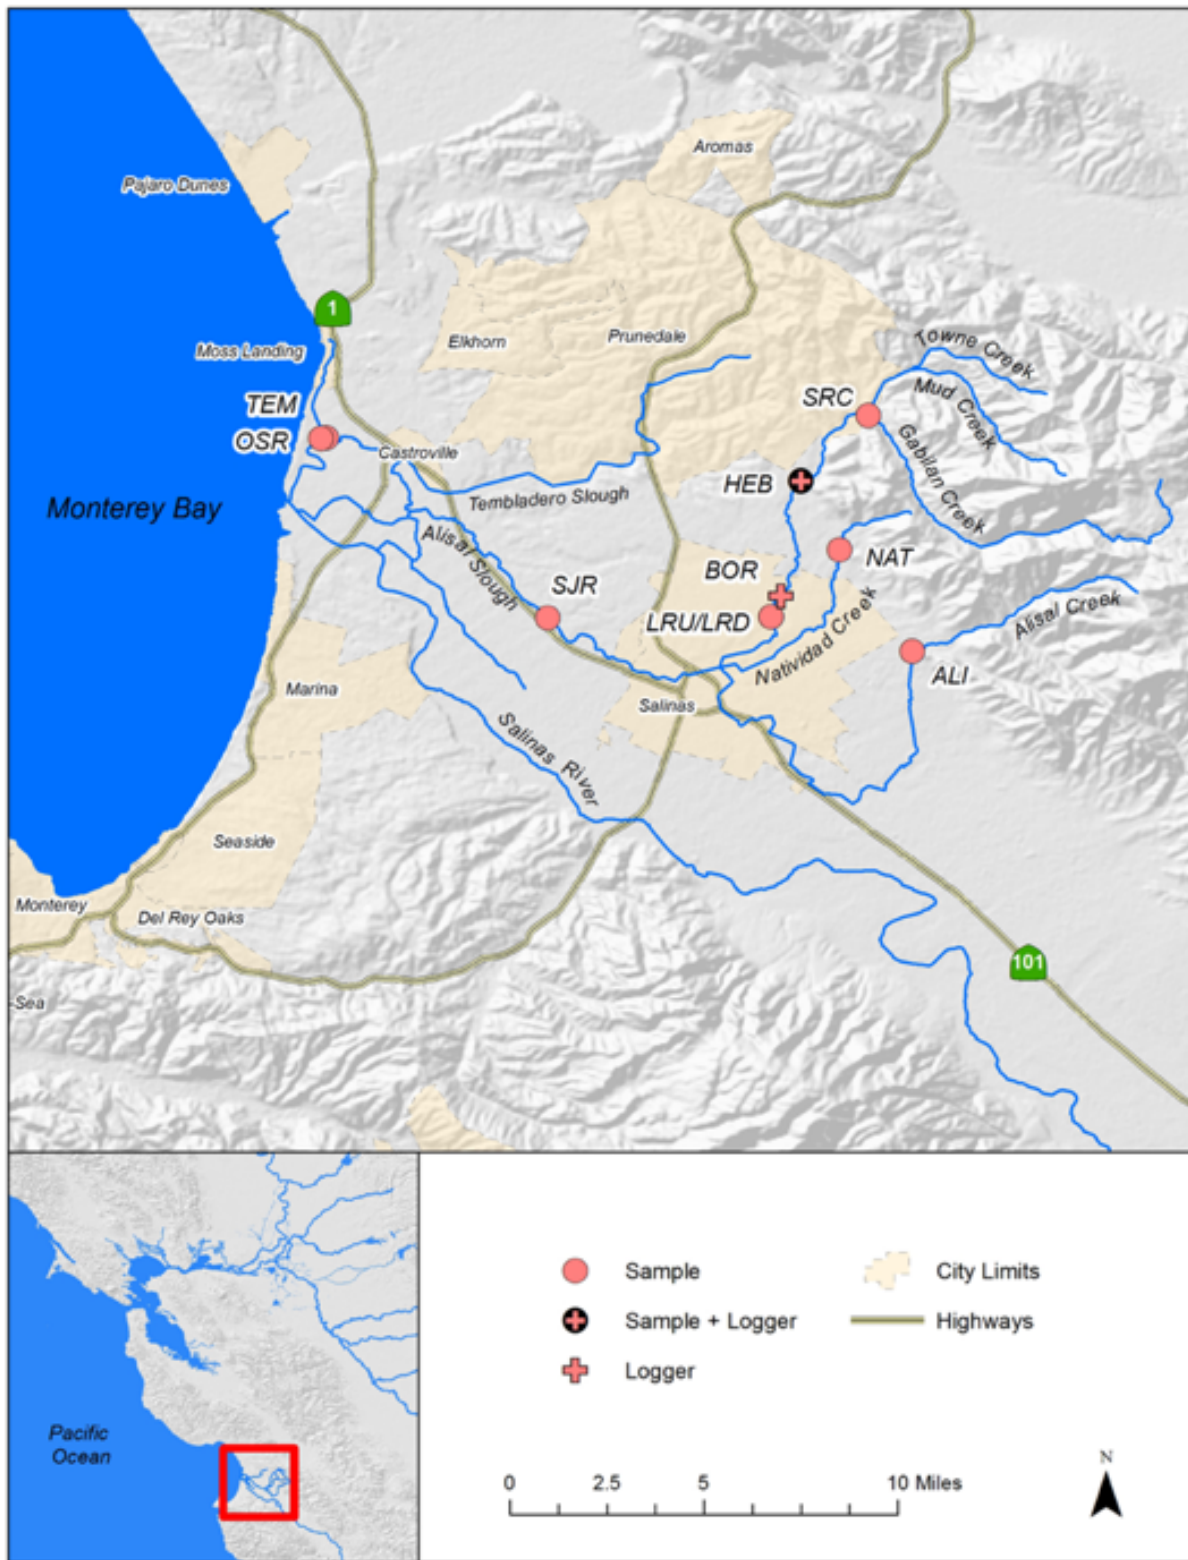 Aromas
Pajaro Dunes
1
Elkhorn
Prunedale
Moss Landing
Towne Creek
Mud Creek
SRC
TEM
OSR
Castroville
Gabilan Creek
HEB
Tembladero Slough
Monterey Bay
Alisal Slough
NAT
BOR
SJR
LRU/LRD
Natividad Creek
Alisal Creek
ALI
Marina
Salinas
Salinas River
Seaside
Monterey
Del Rey Oaks
101
-Sea
Pacific
Ocean
Sample
City Limits
Sample + Logger
Highways
Logger
N
0 2.5 5 10 Miles